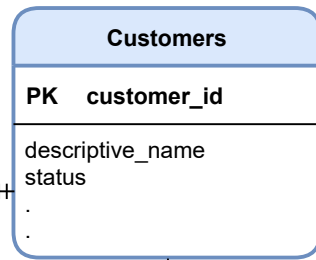 Customers
PK customer_id
descriptive_name
status
.
.